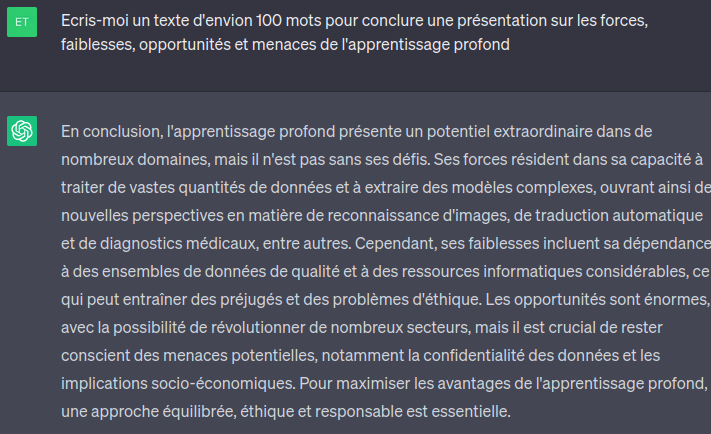 ET
Ecris-moi un texte d'envion 100 mots pour conclure une présentation sur les forces,
faiblesses, opportunités et menaces de l'apprentissage profond
En conclusion, l'apprentissage profond présente un potentiel extraordinaire dans de
nombreux domaines, mais il n'est pas sans ses défis. Ses forces résident dans sa capacité à
traiter de vastes quantités de données et à extraire des modèles complexes, ouvrant ainsi de
nouvelles perspectives en matière de reconnaissance d'images, de traduction automatique
et de diagnostics médicaux, entre autres. Cependant, ses faiblesses incluent sa dépendance
à des ensembles de données de qualité et à des ressources informatiques considérables, ce
qui peut entraîner des préjugés et des problèmes d'éthique. Les opportunités sont énormes,
avec la possibilité de révolutionner de nombreux secteurs, mais il est crucial de rester
conscient des menaces potentielles, notamment la confidentialité des données et les
implications socio-économiques. Pour maximiser les avantages de l'apprentissage profond,
une approche équilibrée, éthique et responsable est essentielle.